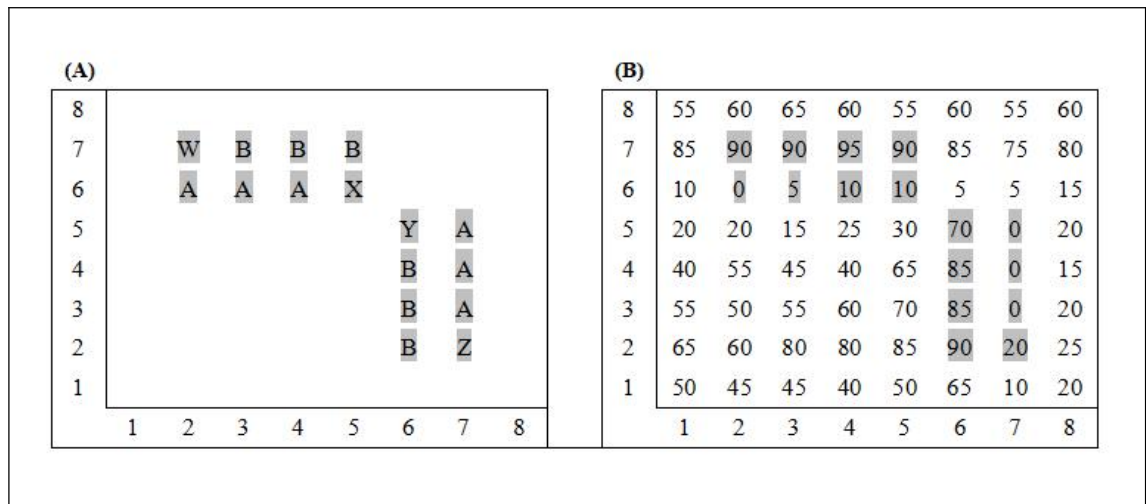 (A) (B)
8 8 55 60 65 60 55 60 55 60
7 W B B B 7 85 90 90 95 90 85 75 80
6 A A A X 6 10 0 5 10 10 5 5 15
5 Y A 5 20 20 15 25 30 70 0 20
4 B A 4 40 55 45 40 65 85 0 15
3 B A 3 55 50 55 60 70 85 0 20
2 B Z 2 65 60 80 80 85 90 20 25
1 1 50 45 45 40 50 65 10 20
1 2 3 4 5 6 7 8 1 2 3 4 5 6 7 8